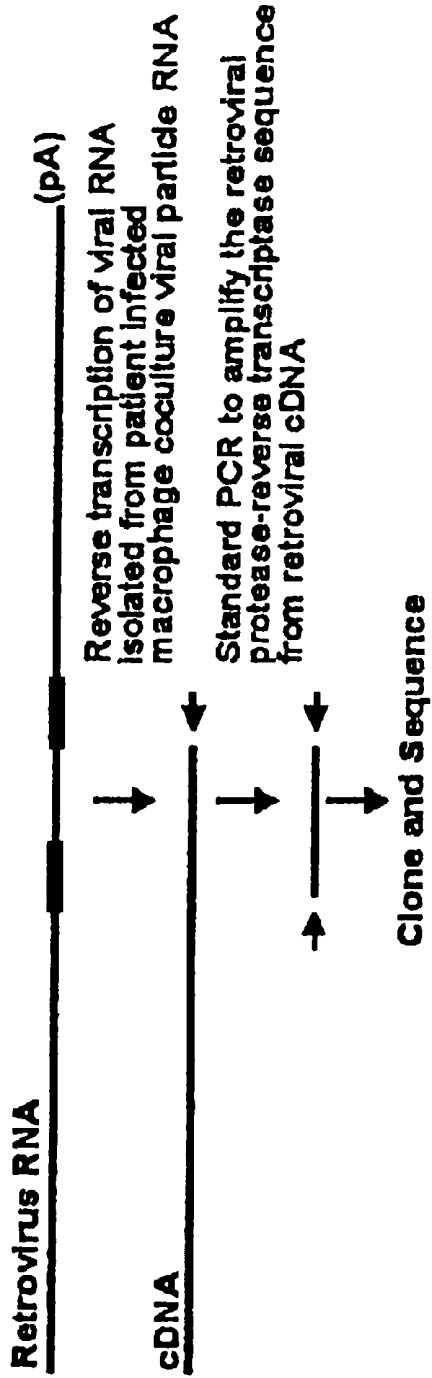 Retrovirus RNA
(pA)
Reverse transcription of viral RNA
isolated from patient infected
macrophage coculture viral particle RNA
cDNA
Standard PCR to amplify the retroviral
protease-reverse transcriptase sequence
from retroviral cDNA
Clone and Sequence